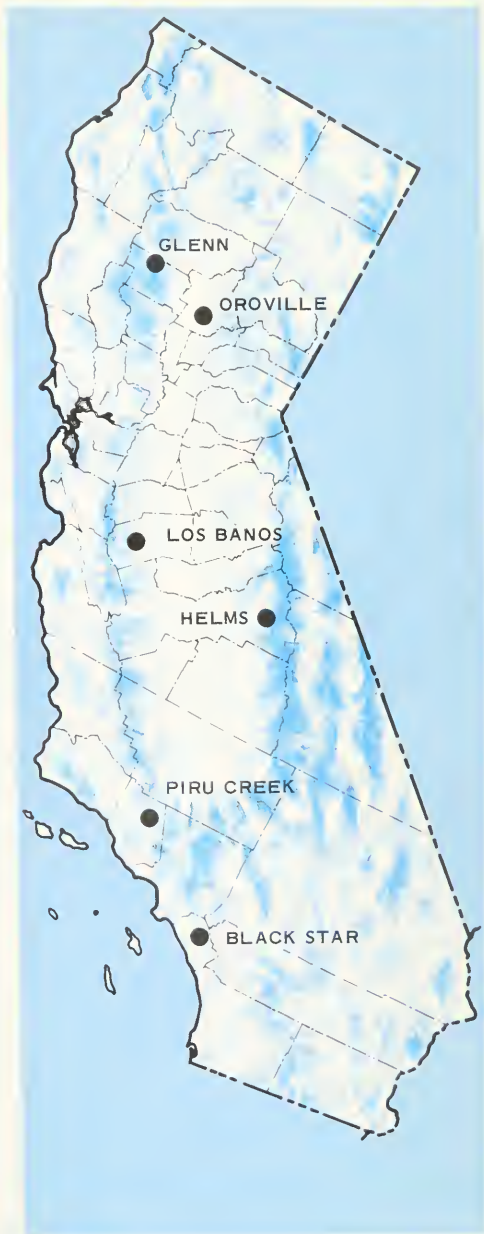 GLENN
OROVILLE
LOS BANOS
HELMS
PIRU CREEK
BLACK STAR